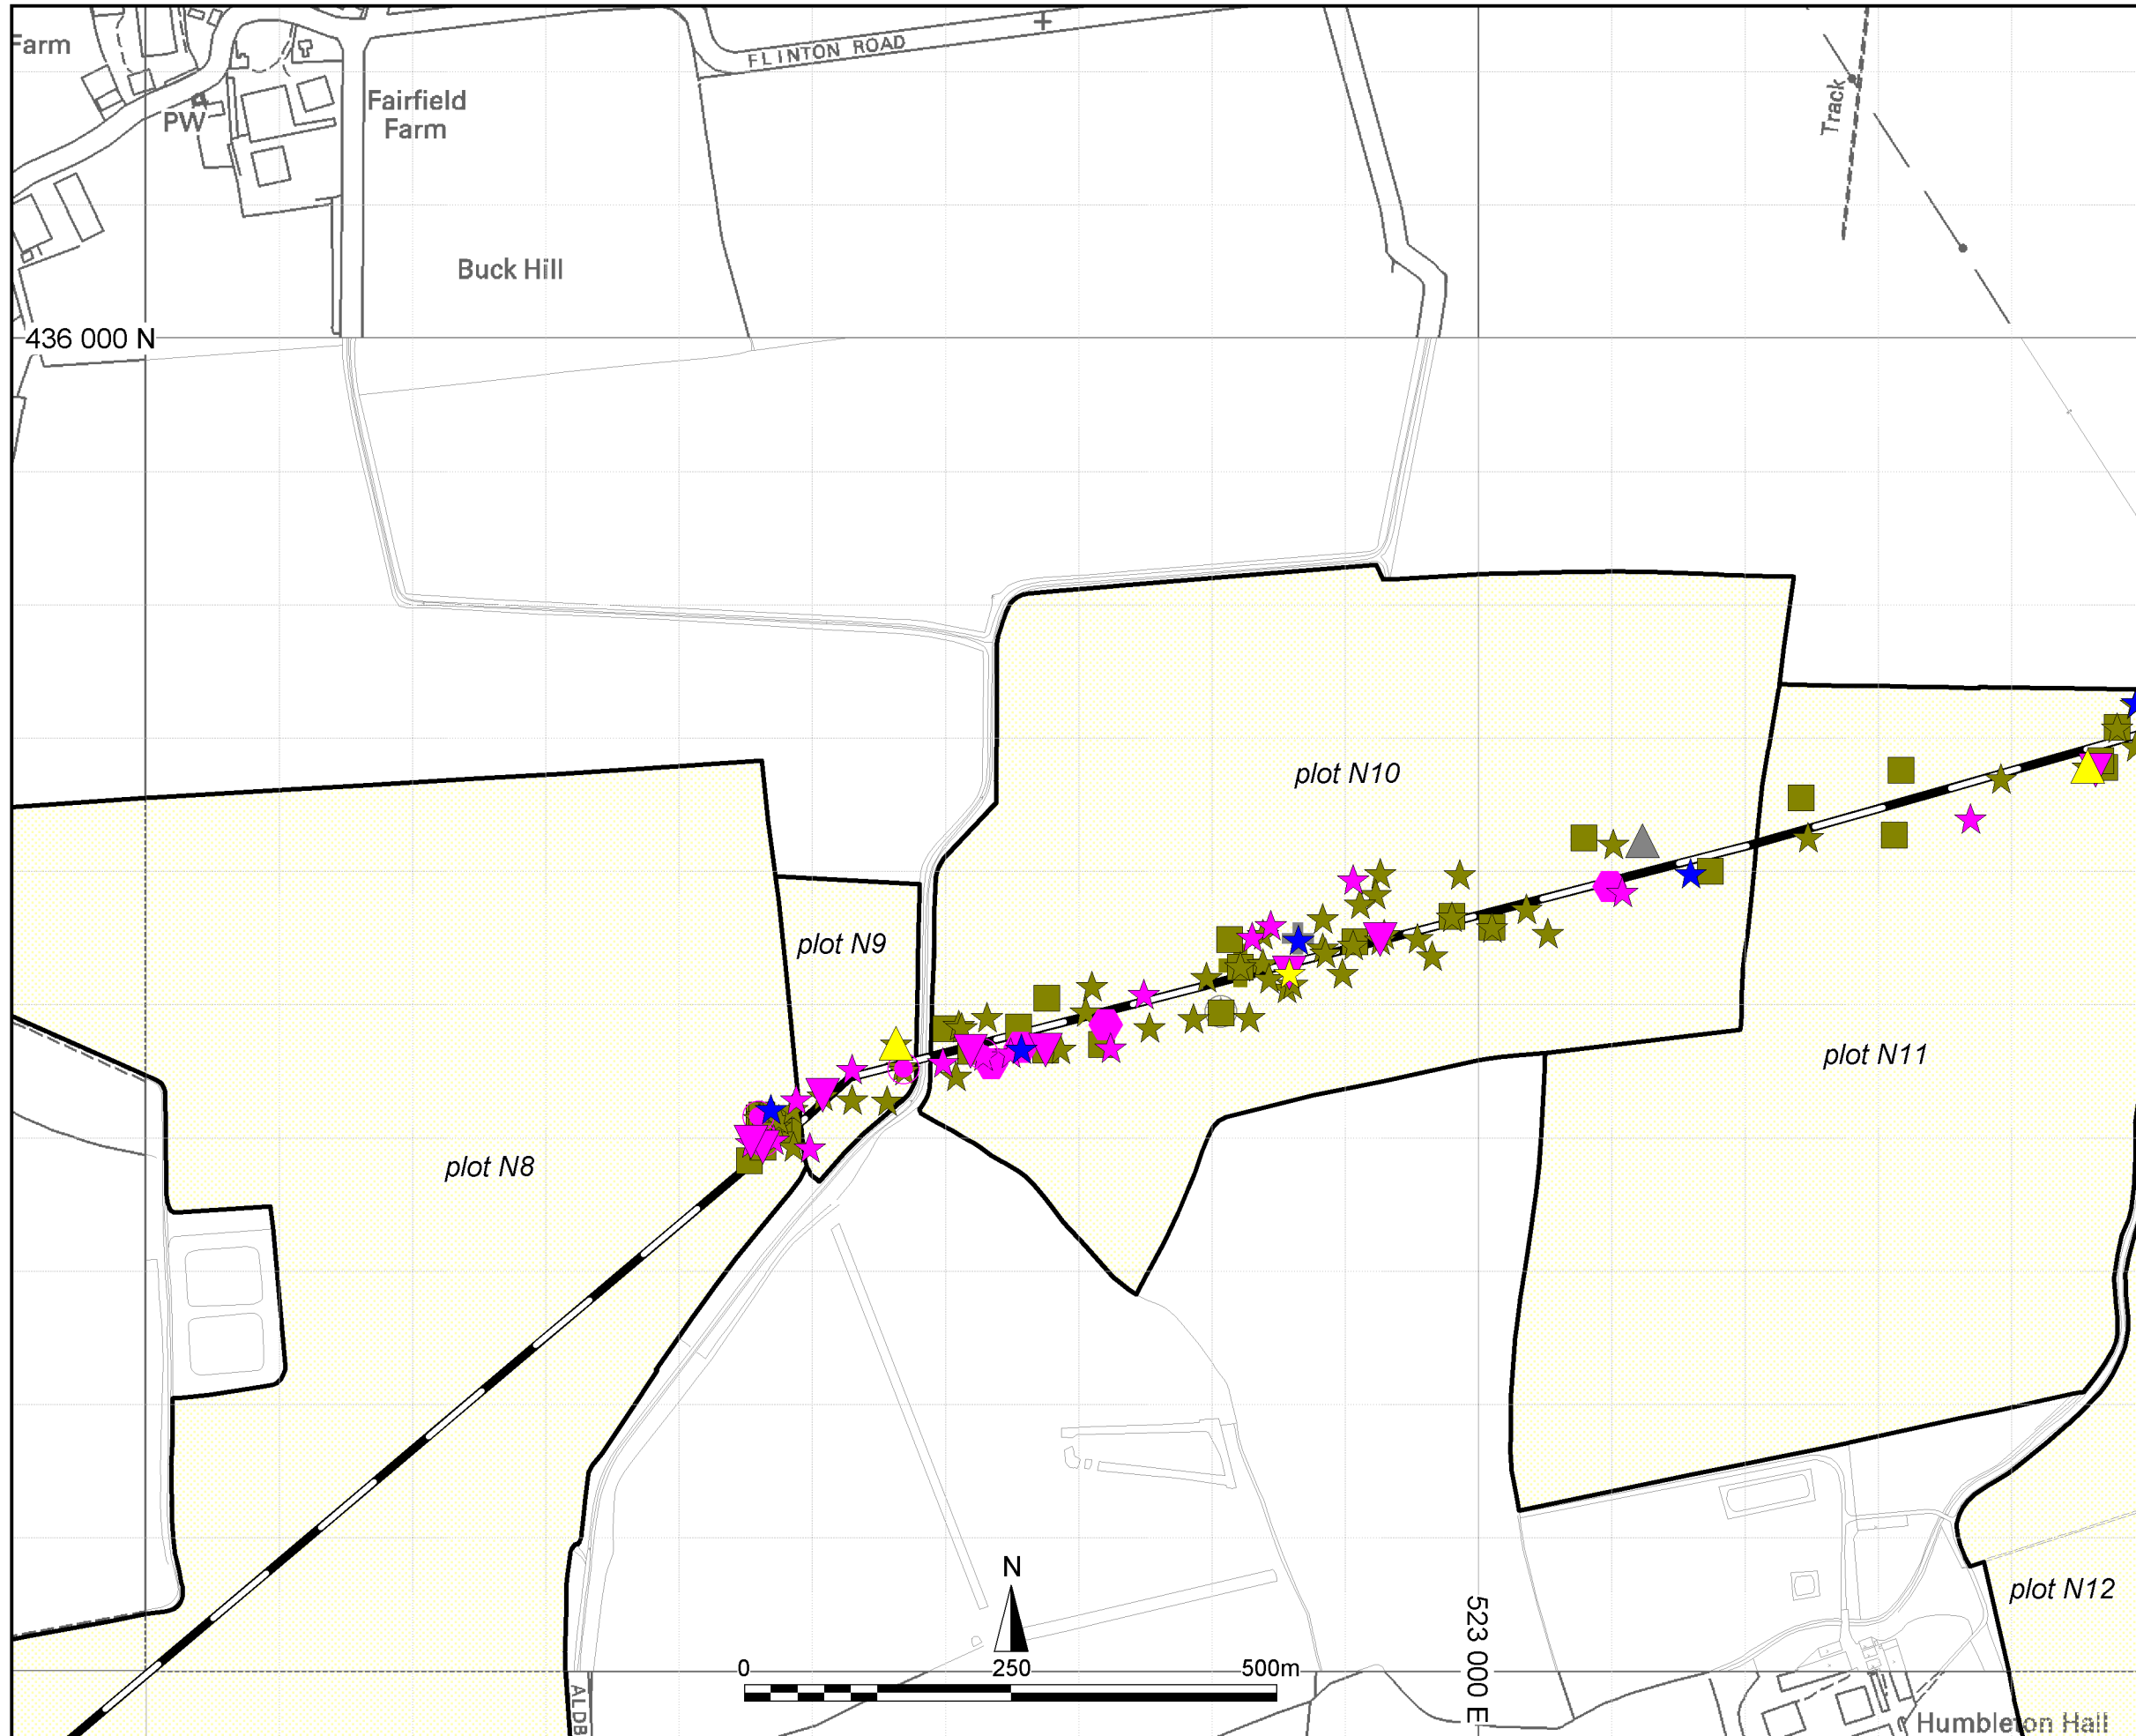 Farm
FLINTON ROAD
Track
Fairfield
Farm
PW
Buck Hill
436 000 N
plot N10
plot N9
plot N11
plot N8
N
plot N12
523 000 E
0 250 500m
ALDB
Humbleton Hall